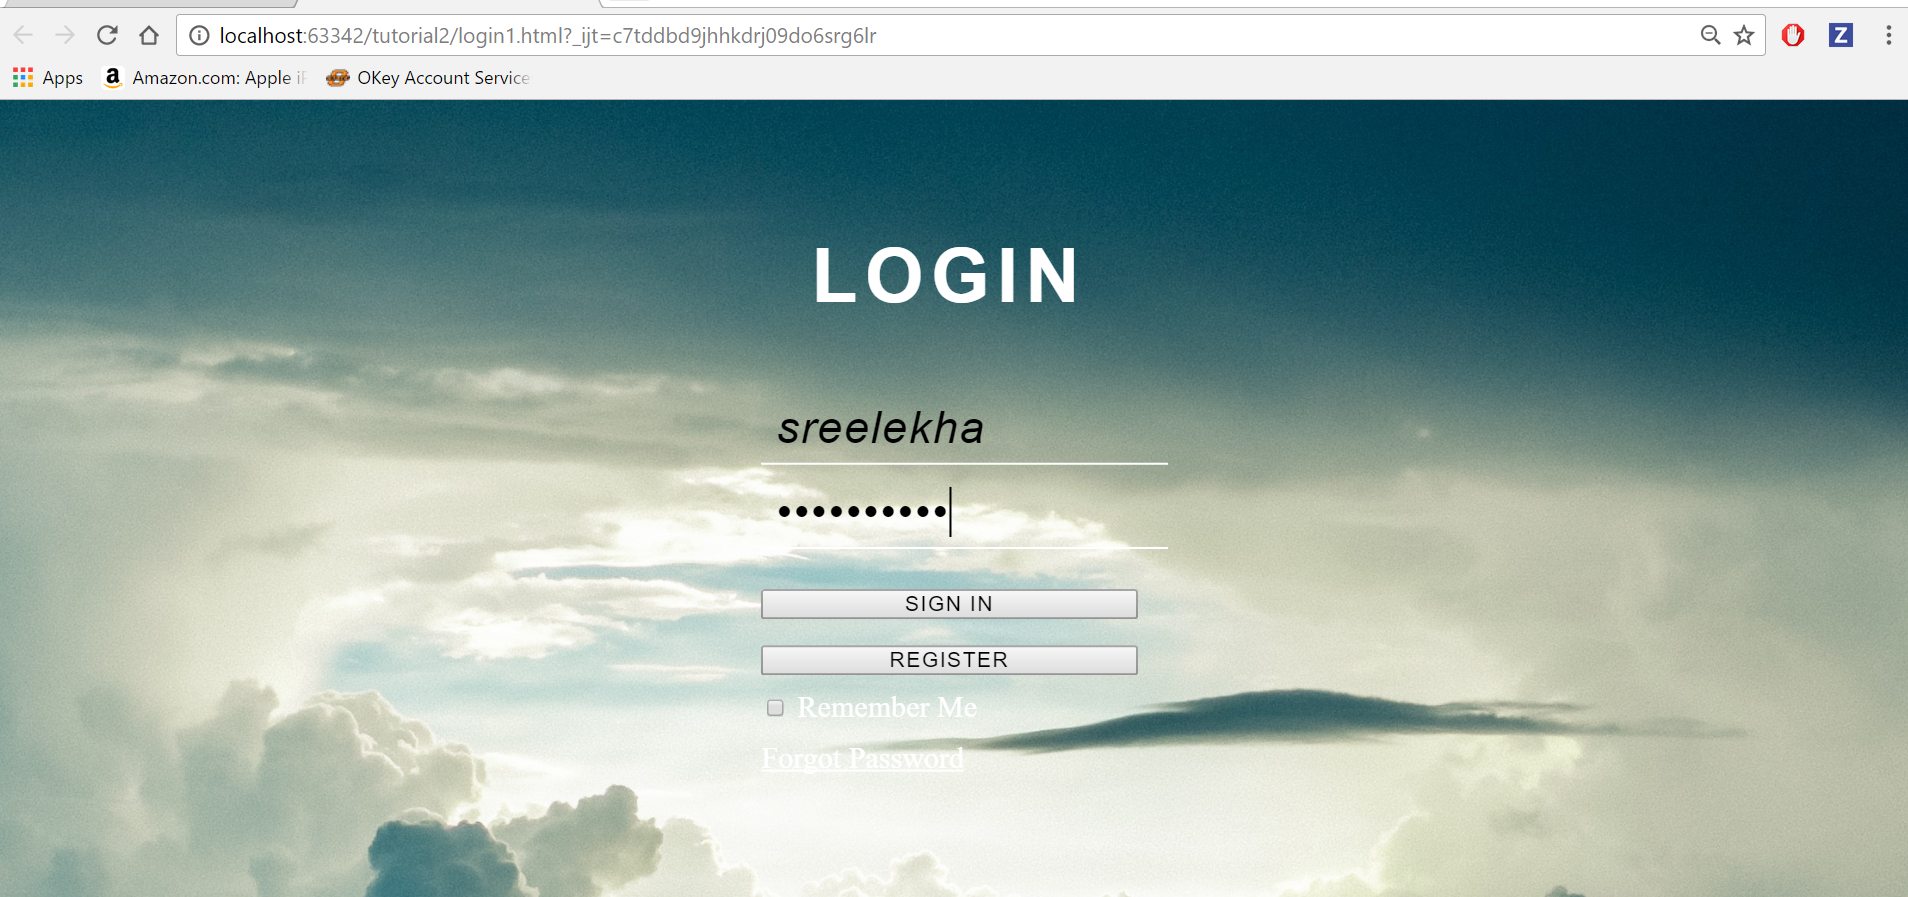 localhost:63342/tutorial2/login1.html?_ijt=c7tddbd9jhhkdrj09do6srg6lr
Z
Apps
a Amazon.com: Apple iP
OKey Account Service
LOGIN
sreelekha
••••••••••
SIGN IN
REGISTER
Remember Me
Forgot Password